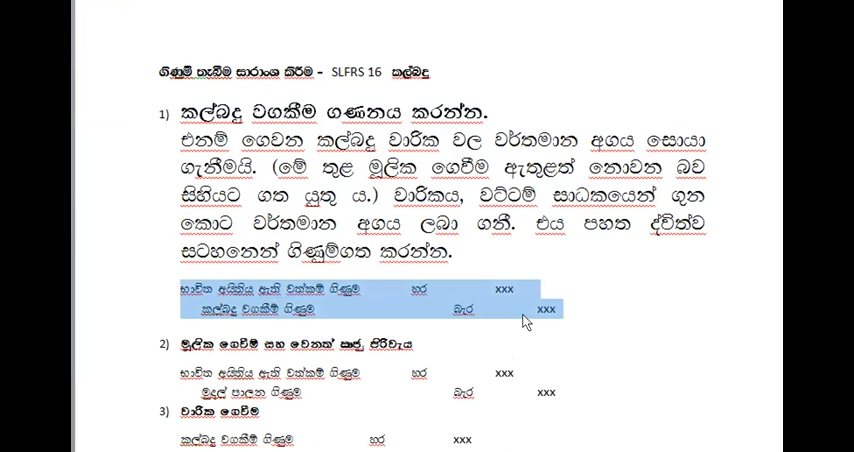 ගිණුම් තැබීම සාරාංශ කිරීම – SLFRS 16 කල්බදු
1) කල්බදු වගකීම ගණනය කරන්න.
එනම් ගෙවන කල්බදු වාරික වල වර්තමාන අගය සොයා
ගැනීමයි. (මේ තුළ මූලික ගෙවීම ඇතුළත් නොවන බව
සිහියට ගත යුතු ය.) වාරිකය, වට්ටම් සාධකයෙන් ගුන
කොට වර්තමාන අගය ලබා ගනී. එය පහත ද්විත්ව
සටහනෙන් ගිණුම්ගත කරන්න.
භාවිත අයිතිය ඇති වත්කම් ගිණුම හර xxx
කල්බදු වගකීම් ගිණුම බැර xxx
2) මූලික ගෙවීම් සහ වෙනත් ඍජු පිරිවැය
භාවිත අයිතිය ඇති වත්කම් ගිණුම හර xxx
මුදල් පාලන ගිණුම බැර xxx
3) වාරික ගෙවීම
කල්බදු වගකීම් ගිණුම හර xxx